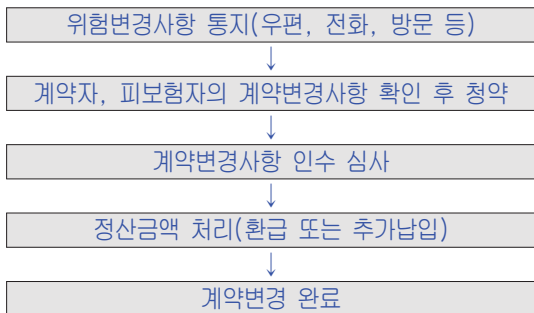 위험변경사항 통지(우편, 전화, 방문 등)
↓
계약자, 피보험자의 계약변경사항 확인 후 청약
↓
계약변경사항 인수 심사
↓
정산금액 처리(환급 또는 추가납입)
↓
계약변경 완료